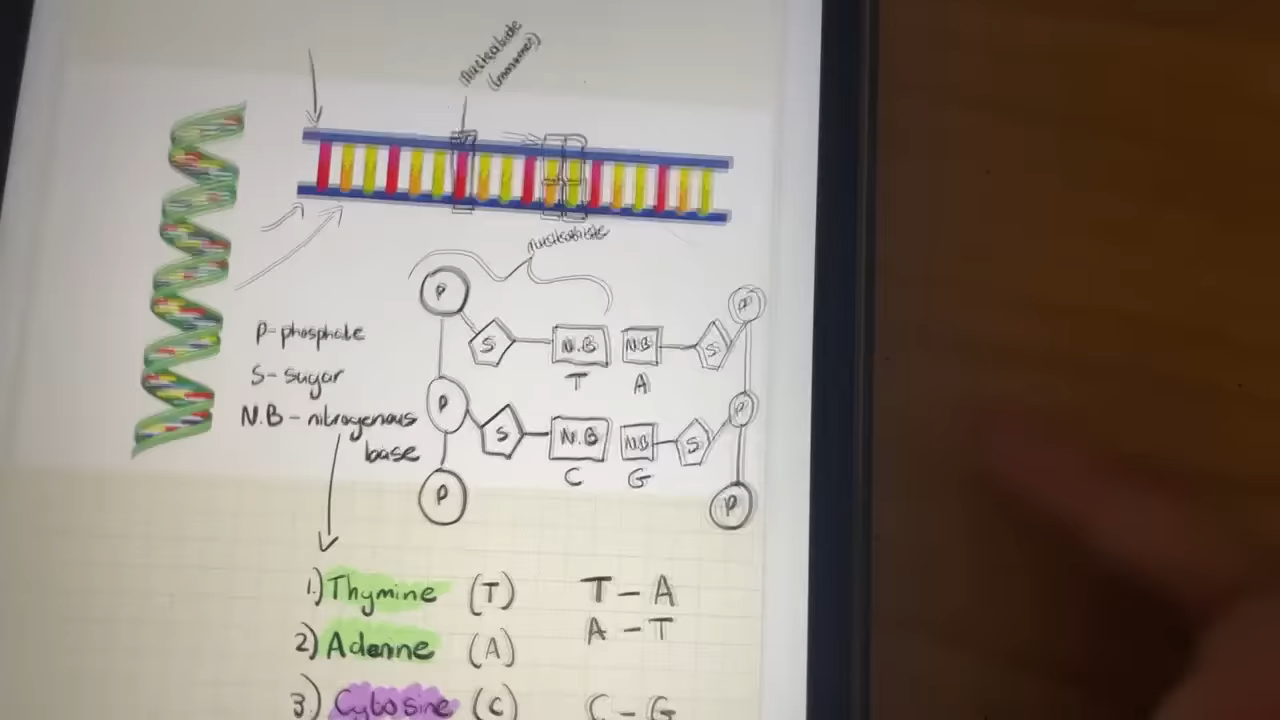 nucleotide
(monomer)
nucleotide
P
P
S
N.B
N.B
S
T
A
P-phosphate
S-sugar
N.B-nitrogenous
base
P
S
N.B
N.B
S
P
C
G
P
P
1.) Thymine (T) T-A
A-T
2) Adenine (A)
3.) Cytosine (C) C-G